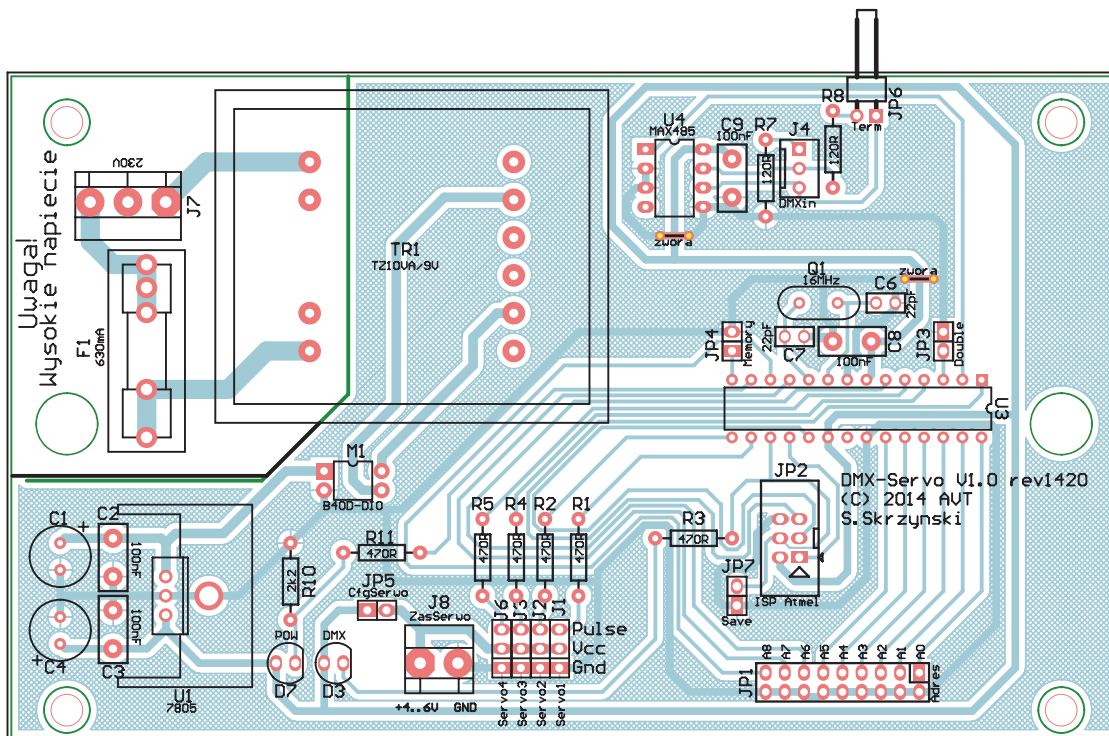 JP6
R8
Term
120R
U4
MAX485
C9
100nF
R7
120R
J4
DMXin
zwora
Uwaga!
Wysokie napiecie
230V
J7
F1
630mA
TR1
TZ10VA/9V
Q1
16MHz
zwora
C6
22pF
JP4
Memory
22pF
C7
C8
100nF
JP3
Double
U3
M1
B40D-DIO
JP2
ISP Atmel
DMX-Servo V1.0 rev1420
(C) 2014 AVT
S.Skrzynski
C1
+
C2
100nF
100nF
C3
C4
+
U1
7805
R10
2k2
R11
470R
R5
470R
R4
470R
R2
470R
R1
470R
R3
470R
JP7
Save
JP5
CfgServo
J8
ZasServo
+4..6V GND
POW
D7
DMX
D3
J6
J3
J2
J1
Pulse
Vcc
Gnd
Servo4
Servo3
Servo2
Servo1
JP1
A8
A7
A6
A5
A4
A3
A2
A1
A0
Adres